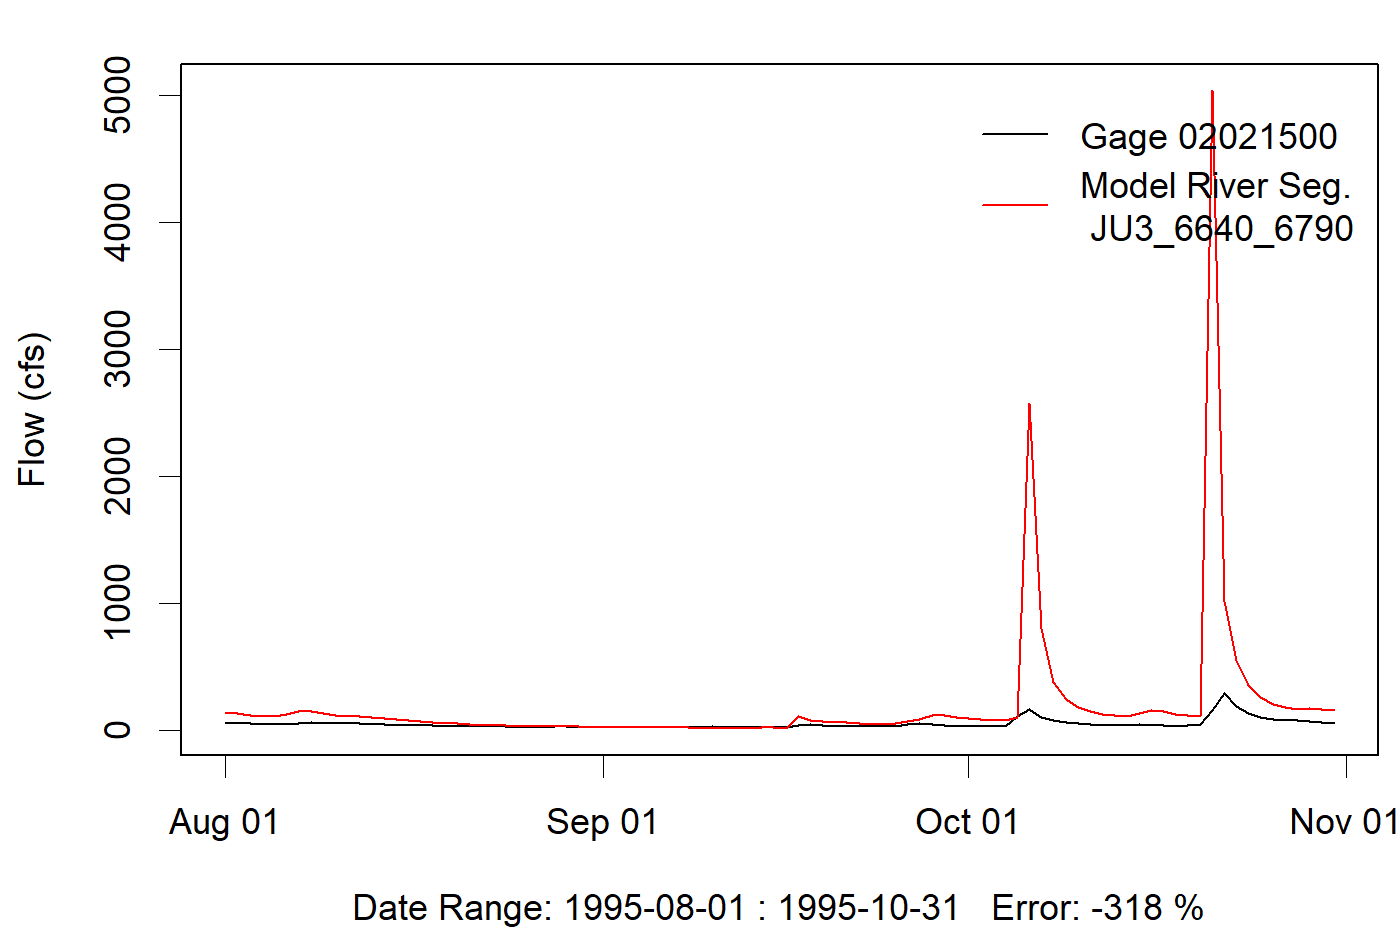 5000
4000
3000
2000
1000
0
Flow (cfs)
Gage 02021500
Model River Seg.
JU3_6640_6790
Aug 01
Sep 01
Oct 01
Nov 01
Date Range: 1995-08-01 : 1995-10-31 Error: -318 %